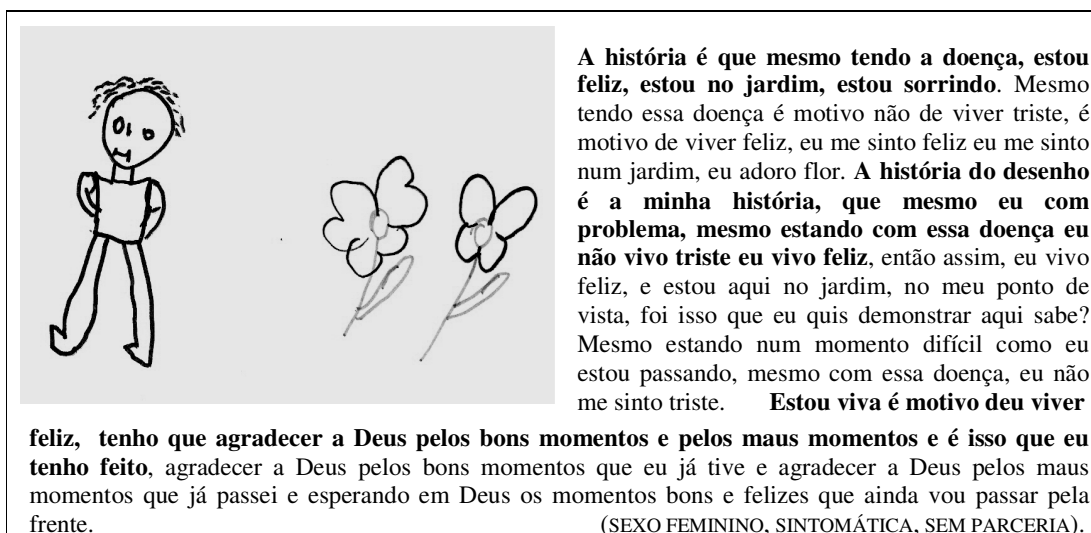 A história é que mesmo tendo a doença, estou
feliz, estou no jardim, estou sorrindo. Mesmo
tendo essa doença é motivo não de viver triste, é
motivo de viver feliz, eu me sinto feliz eu me sinto
num jardim, eu adoro flor. A história do desenho
é a minha história, que mesmo eu com
problema, mesmo estando com essa doença eu
não vivo triste eu vivo feliz, então assim, eu vivo
feliz, e estou aqui no jardim, no meu ponto de
vista, foi isso que eu quis demonstrar aqui sabe?
Mesmo estando num momento difícil como eu
estou passando, mesmo com essa doença, eu não
me sinto triste. Estou viva é motivo deu viver
feliz, tenho que agradecer a Deus pelos bons momentos e pelos maus momentos e é isso que eu
tenho feito, agradecer a Deus pelos bons momentos que eu já tive e agradecer a Deus pelos maus
momentos que já passei e esperando em Deus os momentos bons e felizes que ainda vou passar pela
frente. (SEXO FEMININO, SINTOMÁTICA, SEM PARCERIA).